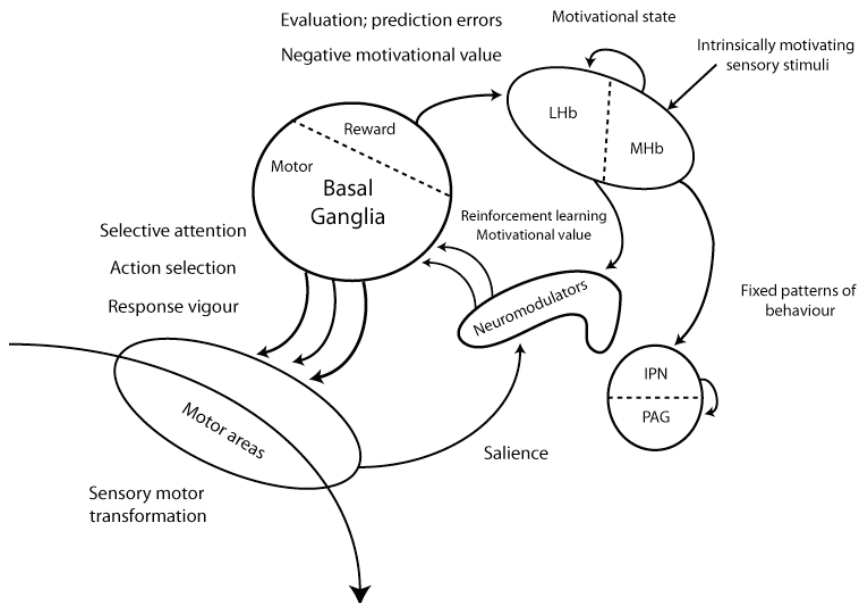 Evaluation; prediction errors
Negative motivational value
Motivational state
Intrinsically motivating
sensory stimuli
LHb
MHb
Reward
Motor
Basal
Ganglia
Reinforcement learning
Motivational value
Selective attention
Action selection
Response vigour
Neuromodulators
Fixed patterns of
behaviour
IPN
PAG
Motor areas
Salience
Sensory motor
transformation